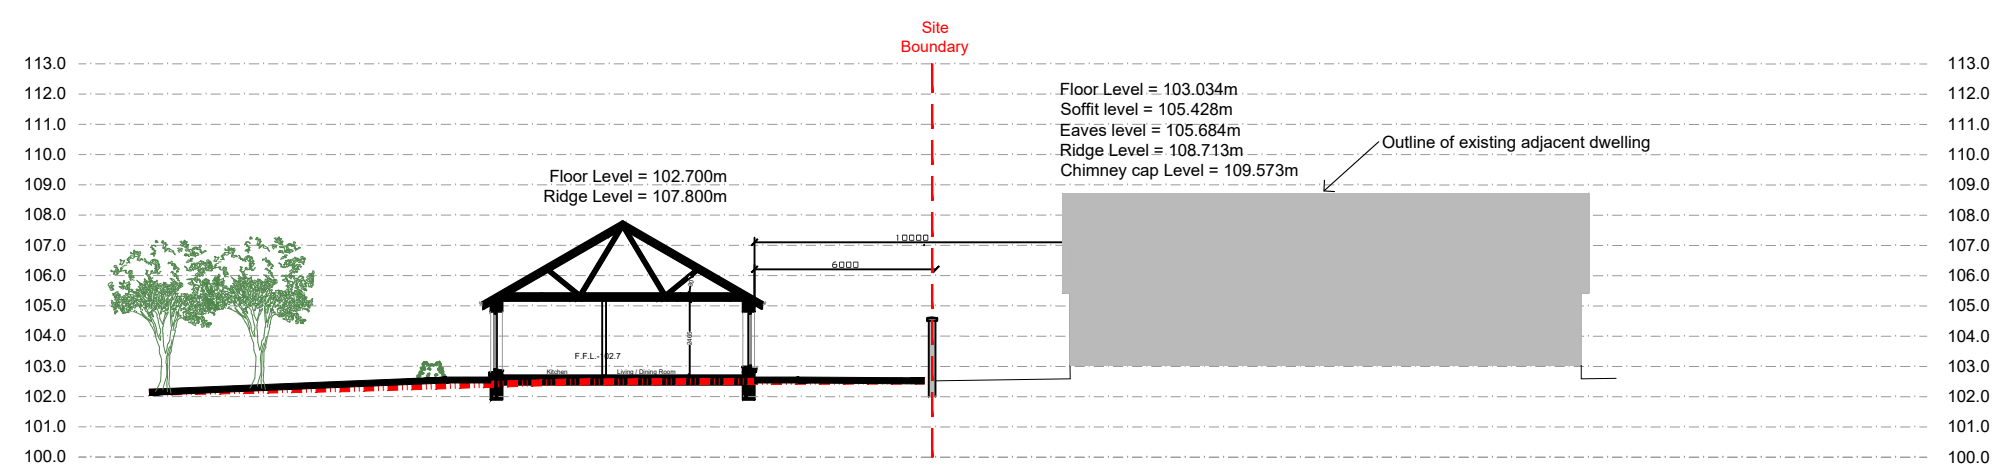 Site
Boundary
113.0
113.0
112.0
112.0
111.0
111.0
110.0
110.0
109.0
109.0
108.0
108.0
107.0
107.0
106.0
106.0
105.0
105.0
104.0
104.0
103.0
103.0
102.0
102.0
101.0
101.0
100.0
100.0
Floor Level = 103.034m
Soffit level = 105.428m
Eaves level = 105.684m
Ridge Level = 108.713m
Chimney cap Level = 109.573m
Outline of existing adjacent dwelling
Floor Level = 102.700m
Ridge Level = 107.800m
10000
6000
F.F.L.-102.7
Kitchen
Living / Dining Room